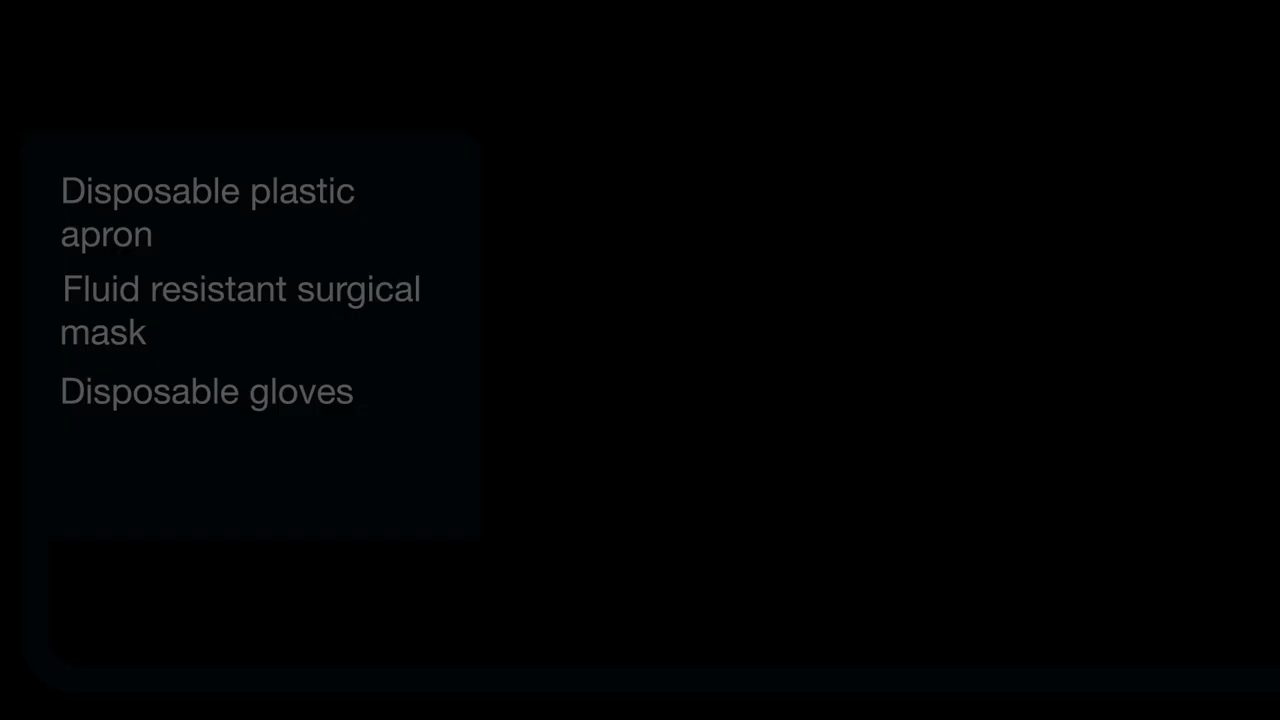 Disposable plastic
apron
Fluid resistant surgical
mask
Disposable gloves